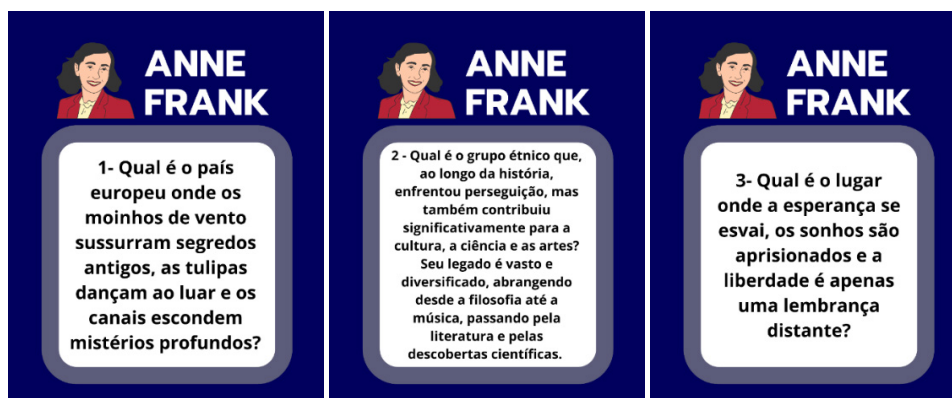 ANNE
FRANK
1- Qual é o país
europeu onde os
moinhos de vento
sussurram segredos
antigos, as tulipas
dançam ao luar e os
canais escondem
mistérios profundos?
ANNE
FRANK
2 - Qual é o grupo étnico que,
ao longo da história,
enfrentou perseguição, mas
também contribuiu
significativamente para a
cultura, a ciência e as artes?
Seu legado é vasto e
diversificado, abrangendo
desde a filosofia até a
música, passando pela
literatura e pelas
descobertas científicas.
ANNE
FRANK
3- Qual é o lugar
onde a esperança se
esvai, os sonhos são
aprisionados e a
liberdade é apenas
uma lembrança
distante?